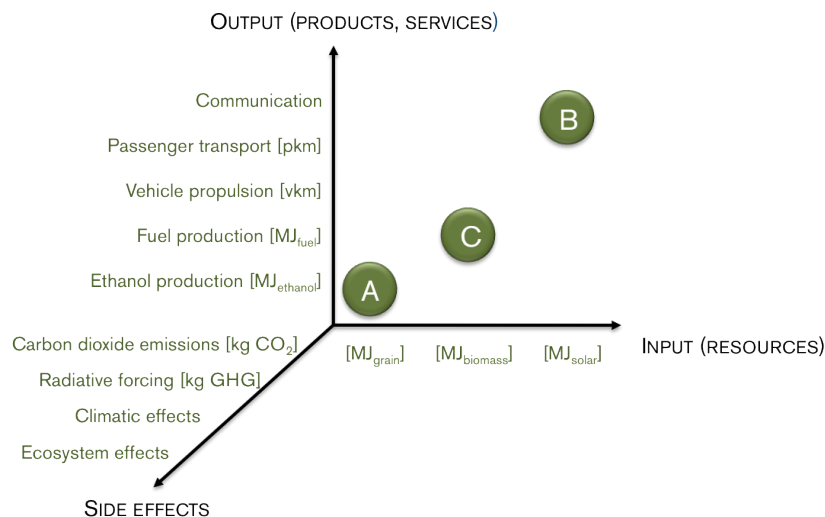 OUTPUT (PRODUCTS, SERVICES)
Communication
Passenger transport [pkm]
Vehicle propulsion [vkm]
Fuel production [MJfuel]
Ethanol production [MJethanol]
B
C
A
Carbon dioxide emissions [kg CO2]
Radiative forcing [kg GHG]
Climatic effects
Ecosystem effects
[MJgrain] [MJbiomass] [MJsolar]
INPUT (RESOURCES)
SIDE EFFECTS